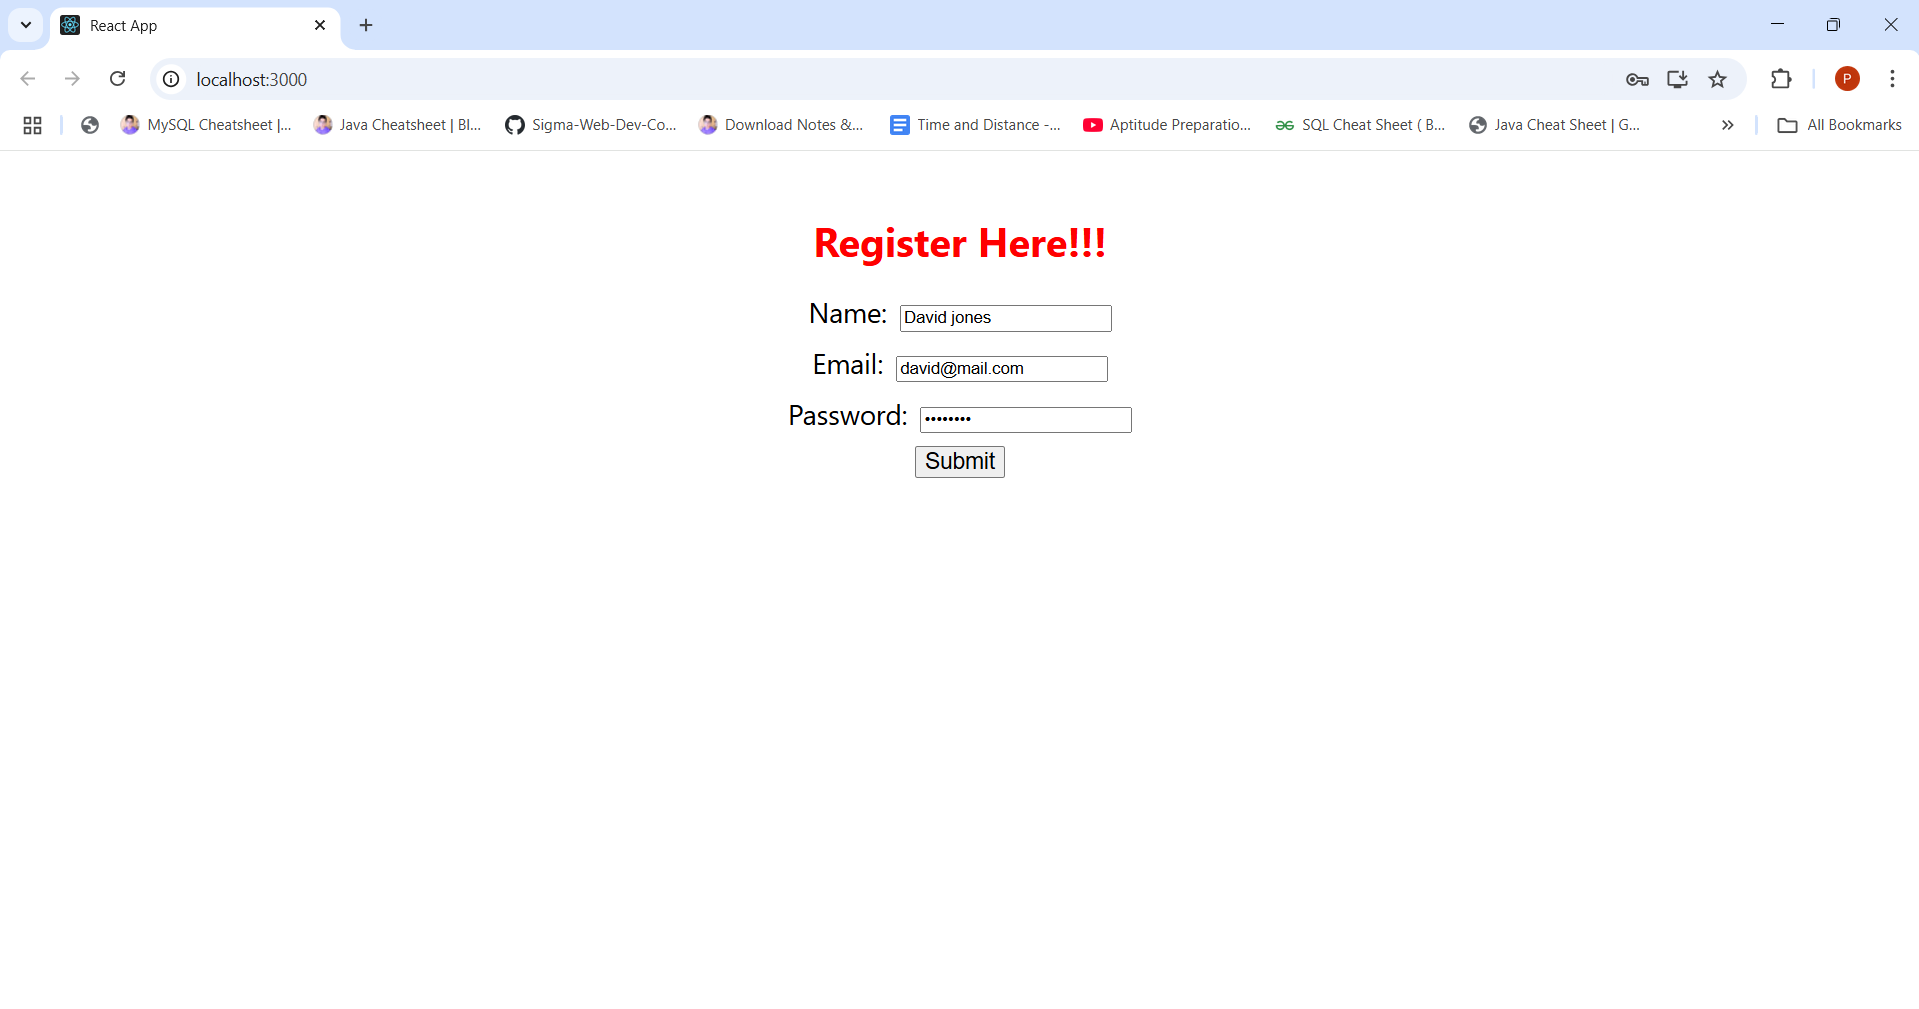 React App
localhost:3000
MySQL Cheatsheet |... Java Cheatsheet | Bl... Sigma-Web-Dev-Co... Download Notes &... Time and Distance -... Aptitude Preparatio... SQL Cheat Sheet ( B... Java Cheat Sheet | G... All Bookmarks
P
Register Here!!!
Name: David jones
Email: david@mail.com
Password: ••••••••
Submit